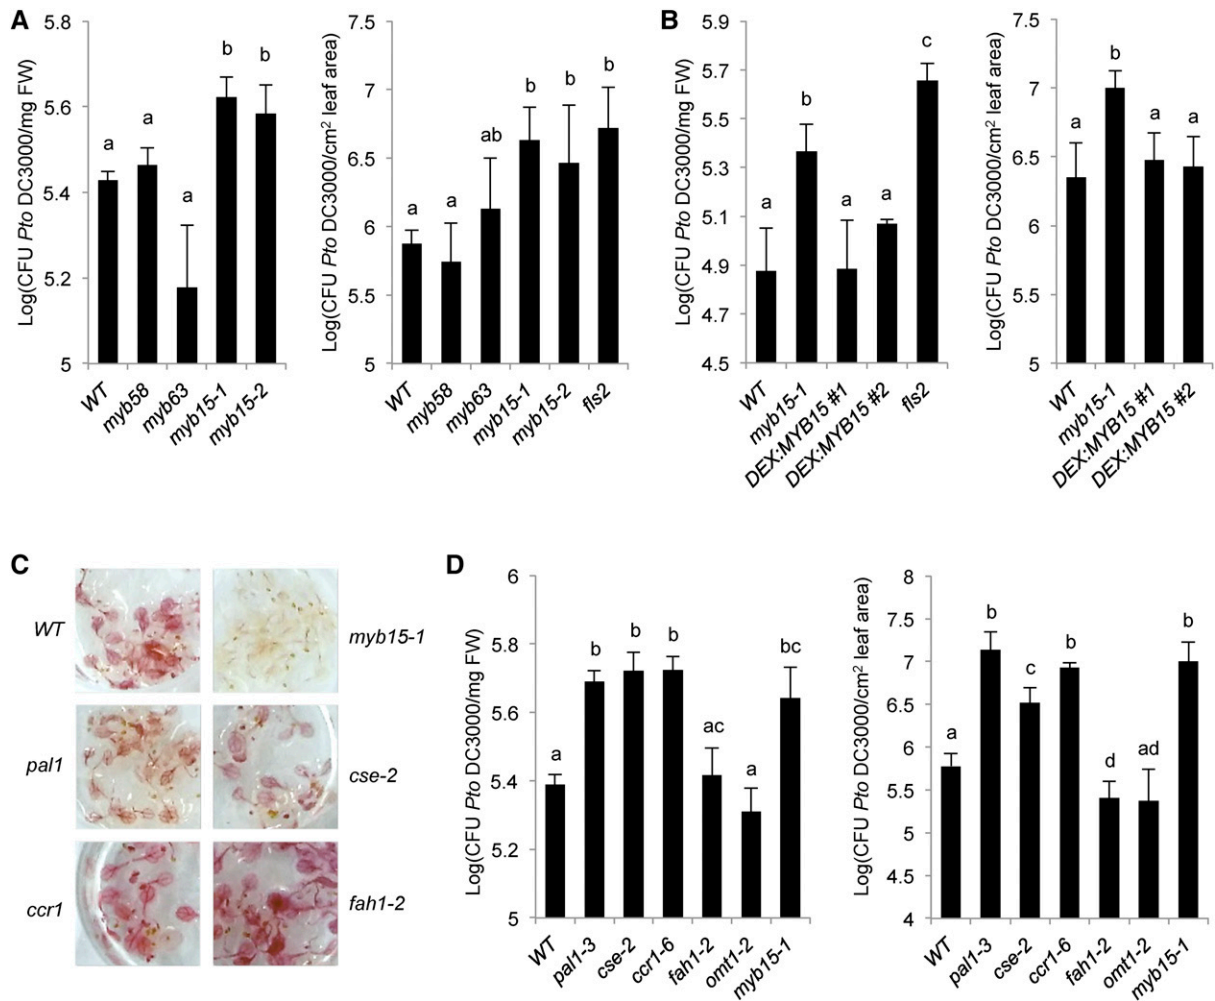 A
Log(CFU Pto DC3000/mg FW)
5.8
5.6
5.4
5.2
5
a
a
a
b
b
WT
myb58
myb63
myb15-1
myb15-2
Log(CFU Pto DC3000/cm² leaf area)
7.5
7
6.5
6
5.5
5
a
a
ab
b
b
b
WT
myb58
myb63
myb15-1
myb15-2
fls2
B
Log(CFU Pto DC3000/mg FW)
5.9
5.7
5.5
5.3
5.1
4.9
4.7
4.5
a
b
a
a
c
WT
myb15-1
DEX:MYB15 #1
DEX:MYB15 #2
fls2
Log(CFU Pto DC3000/cm² leaf area)
7.5
7
6.5
6
5.5
5
a
b
a
a
WT
myb15-1
DEX:MYB15 #1
DEX:MYB15 #2
C
WT
myb15-1
pal1
cse-2
ccr1
fah1-2
D
Log(CFU Pto DC3000/mg FW)
6
5.8
5.6
5.4
5.2
5
a
b
b
b
ac
a
bc
WT
pal1-3
cse-2
ccr1-6
fah1-2
omt1-2
myb15-1
Log(CFU Pto DC3000/cm² leaf area)
8
7.5
7
6.5
6
5.5
5
4.5
4
a
b
c
b
d
ad
b
WT
pal1-3
cse-2
ccr1-6
fah1-2
omt1-2
myb15-1